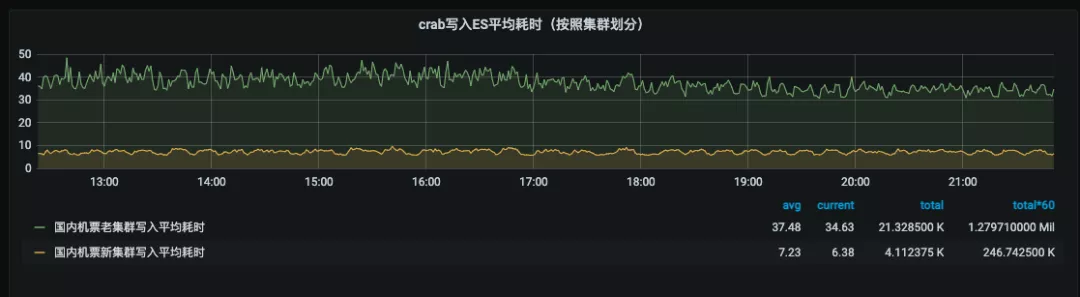 crab写入ES平均耗时（按照集群划分）
50
40
30
20
10
0
13:00 14:00 15:00 16:00 17:00 18:00 19:00 20:00 21:00
avg current total total*60
国内机票老集群写入平均耗时 37.48 34.63 21.328500 K 1.279710000 Mil
国内机票新集群写入平均耗时 7.23 6.38 4.112375 K 246.742500 K